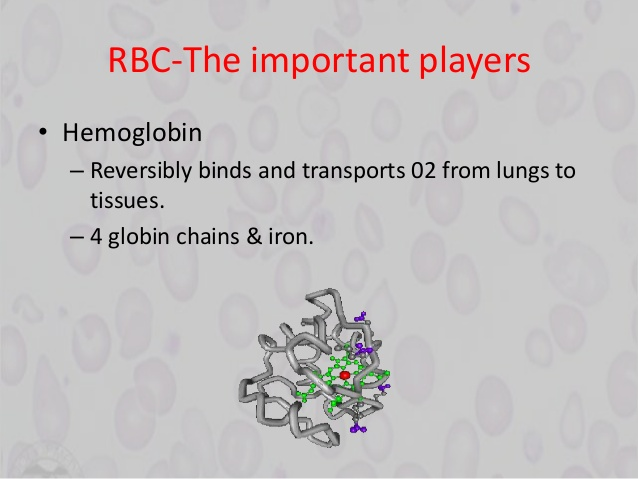 RBC-The important players
• Hemoglobin
– Reversibly binds and transports 02 from lungs to
tissues.
– 4 globin chains & iron.